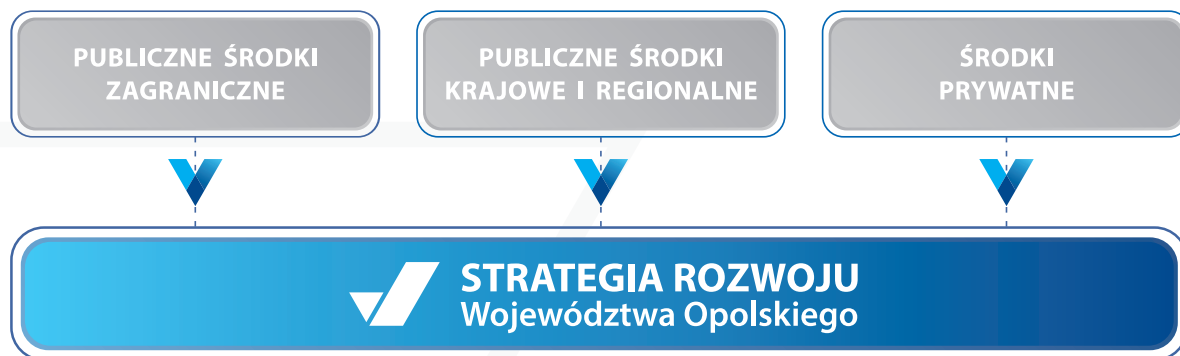 PUBLICZNE ŚRODKI
ZAGRANICZNE
PUBLICZNE ŚRODKI
KRAJOWE I REGIONALNE
ŚRODKI
PRYWATNE
STRATEGIA ROZWOJU
Województwa Opolskiego